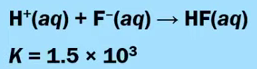 H⁺(aq) + F⁻(aq) → HF(aq)
K = 1.5 × 10³